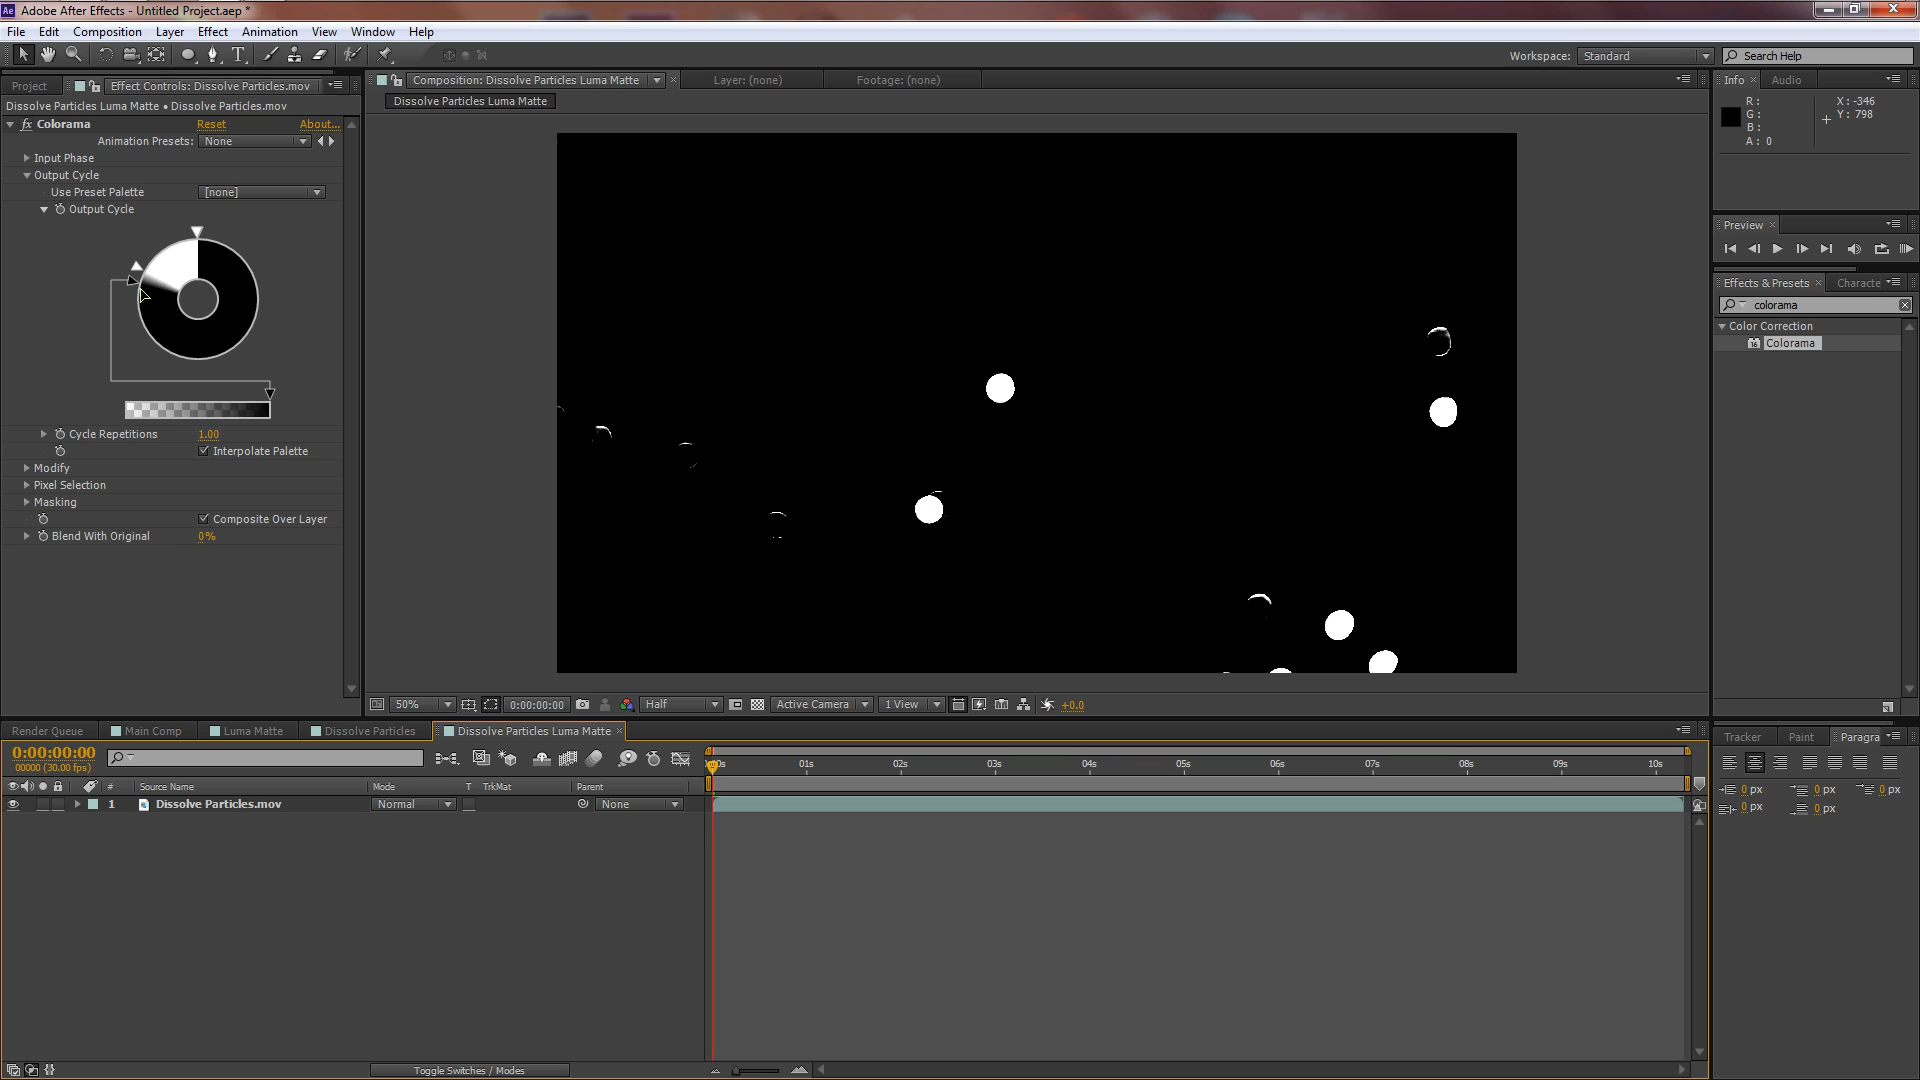 Adobe After Effects - Untitled Project.aep *
File Edit Composition Layer Effect Animation View Window Help
Workspace: Standard Search Help
Project Effect Controls: Dissolve Particles.mov
Dissolve Particles Luma Matte • Dissolve Particles.mov
fx Colorama Reset About...
Animation Presets: None
Input Phase
Output Cycle
Use Preset Palette [none]
Output Cycle
Cycle Repetitions 1.00
Interpolate Palette
Modify
Pixel Selection
Masking
Composite Over Layer
Blend With Original 0%
Composition: Dissolve Particles Luma Matte Layer: (none) Footage: (none)
Dissolve Particles Luma Matte
50% 0:00:00:00 Half Active Camera 1 View +0.0
Info Audio
R : X : -346
G : Y : 798
B :
A : 0
Preview
Effects & Presets Characte
colorama
Color Correction
Colorama
Render Queue Main Comp Luma Matte Dissolve Particles Dissolve Particles Luma Matte
0:00:00:00
00000 (30.00 fps)
# Source Name Mode T TrkMat Parent
1 Dissolve Particles.mov Normal None
01s 02s 03s 04s 05s 06s 07s 08s 09s 10s
Toggle Switches / Modes
Tracker Paint Paragra
0 px 0 px 0 px
0 px 0 px